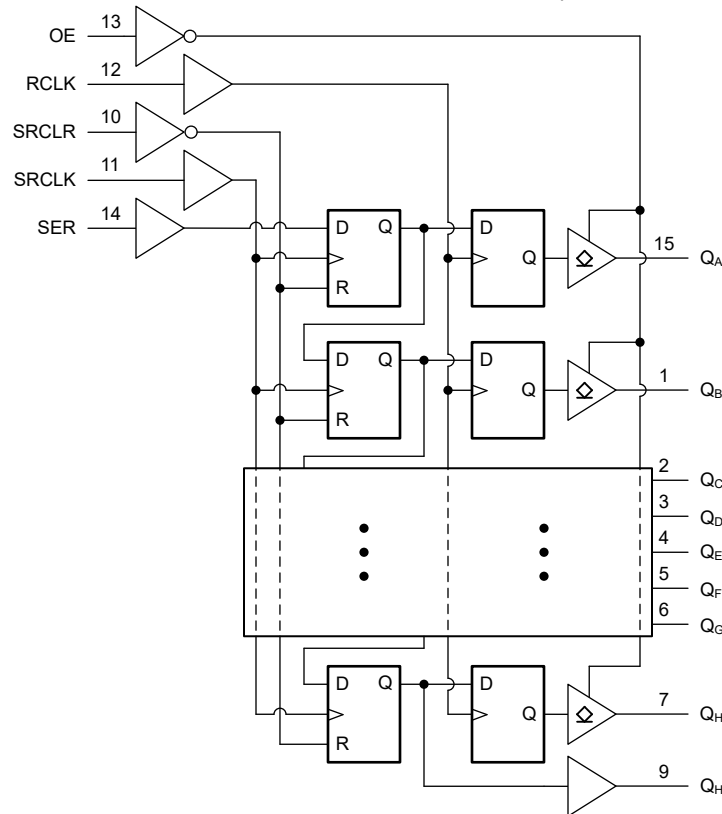 OE 13
RCLK 12
SRCLR 10
SRCLK 11
SER 14
D Q D
Q 15 QA
R
D Q D
Q 1 QB
R
2 QC
3 QD
4 QE
5 QF
6 QG
D Q D
Q 7 QH
R
9 QH